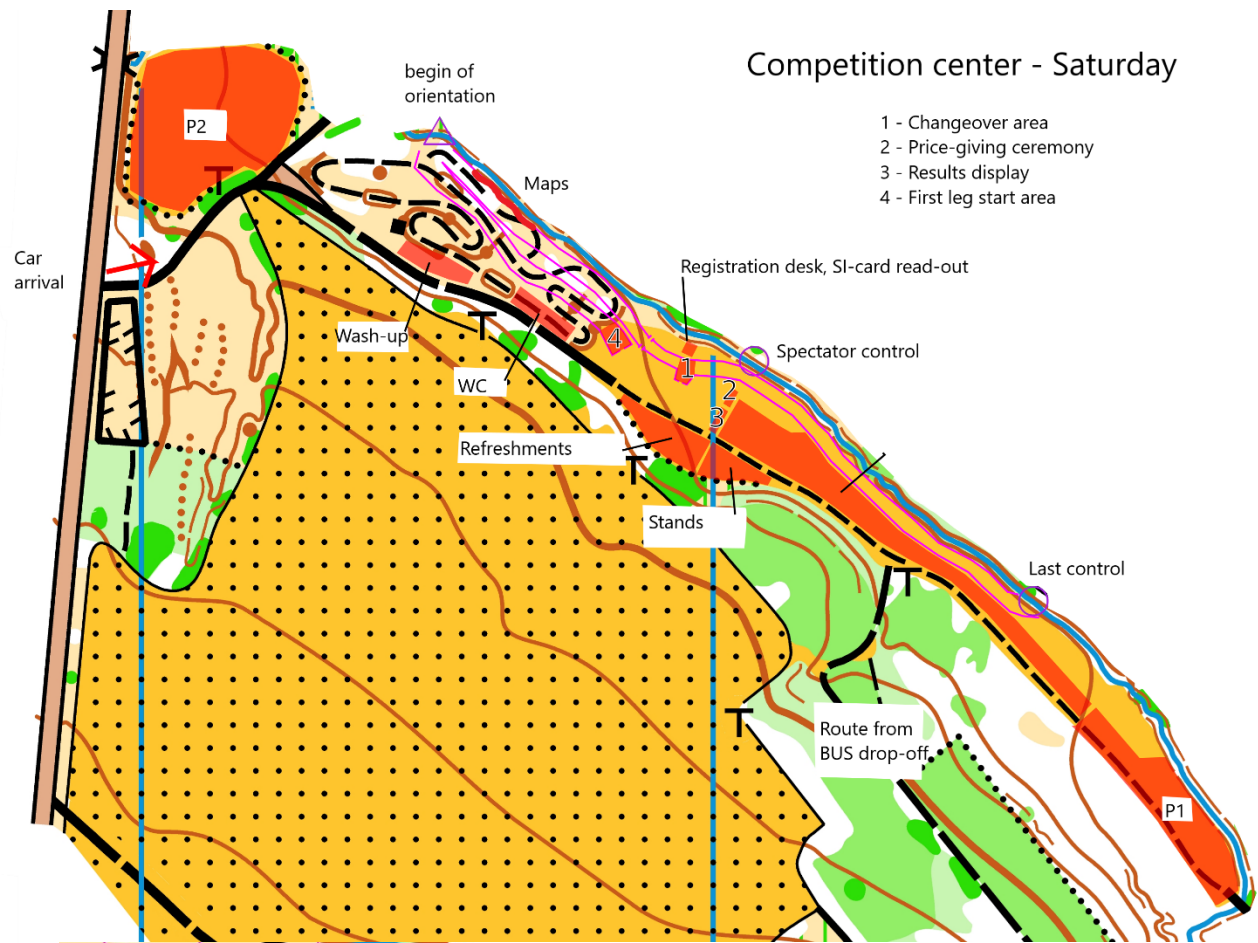 Competition center - Saturday
1 - Changeover area
2 - Price-giving ceremony
3 - Results display
4 - First leg start area
begin of
orientation
P2
Maps
Car
arrival
Registration desk, SI-card read-out
Wash-up
4
Spectator control
1
WC
2
3
Refreshments
Stands
Last control
Route from
BUS drop-off
P1